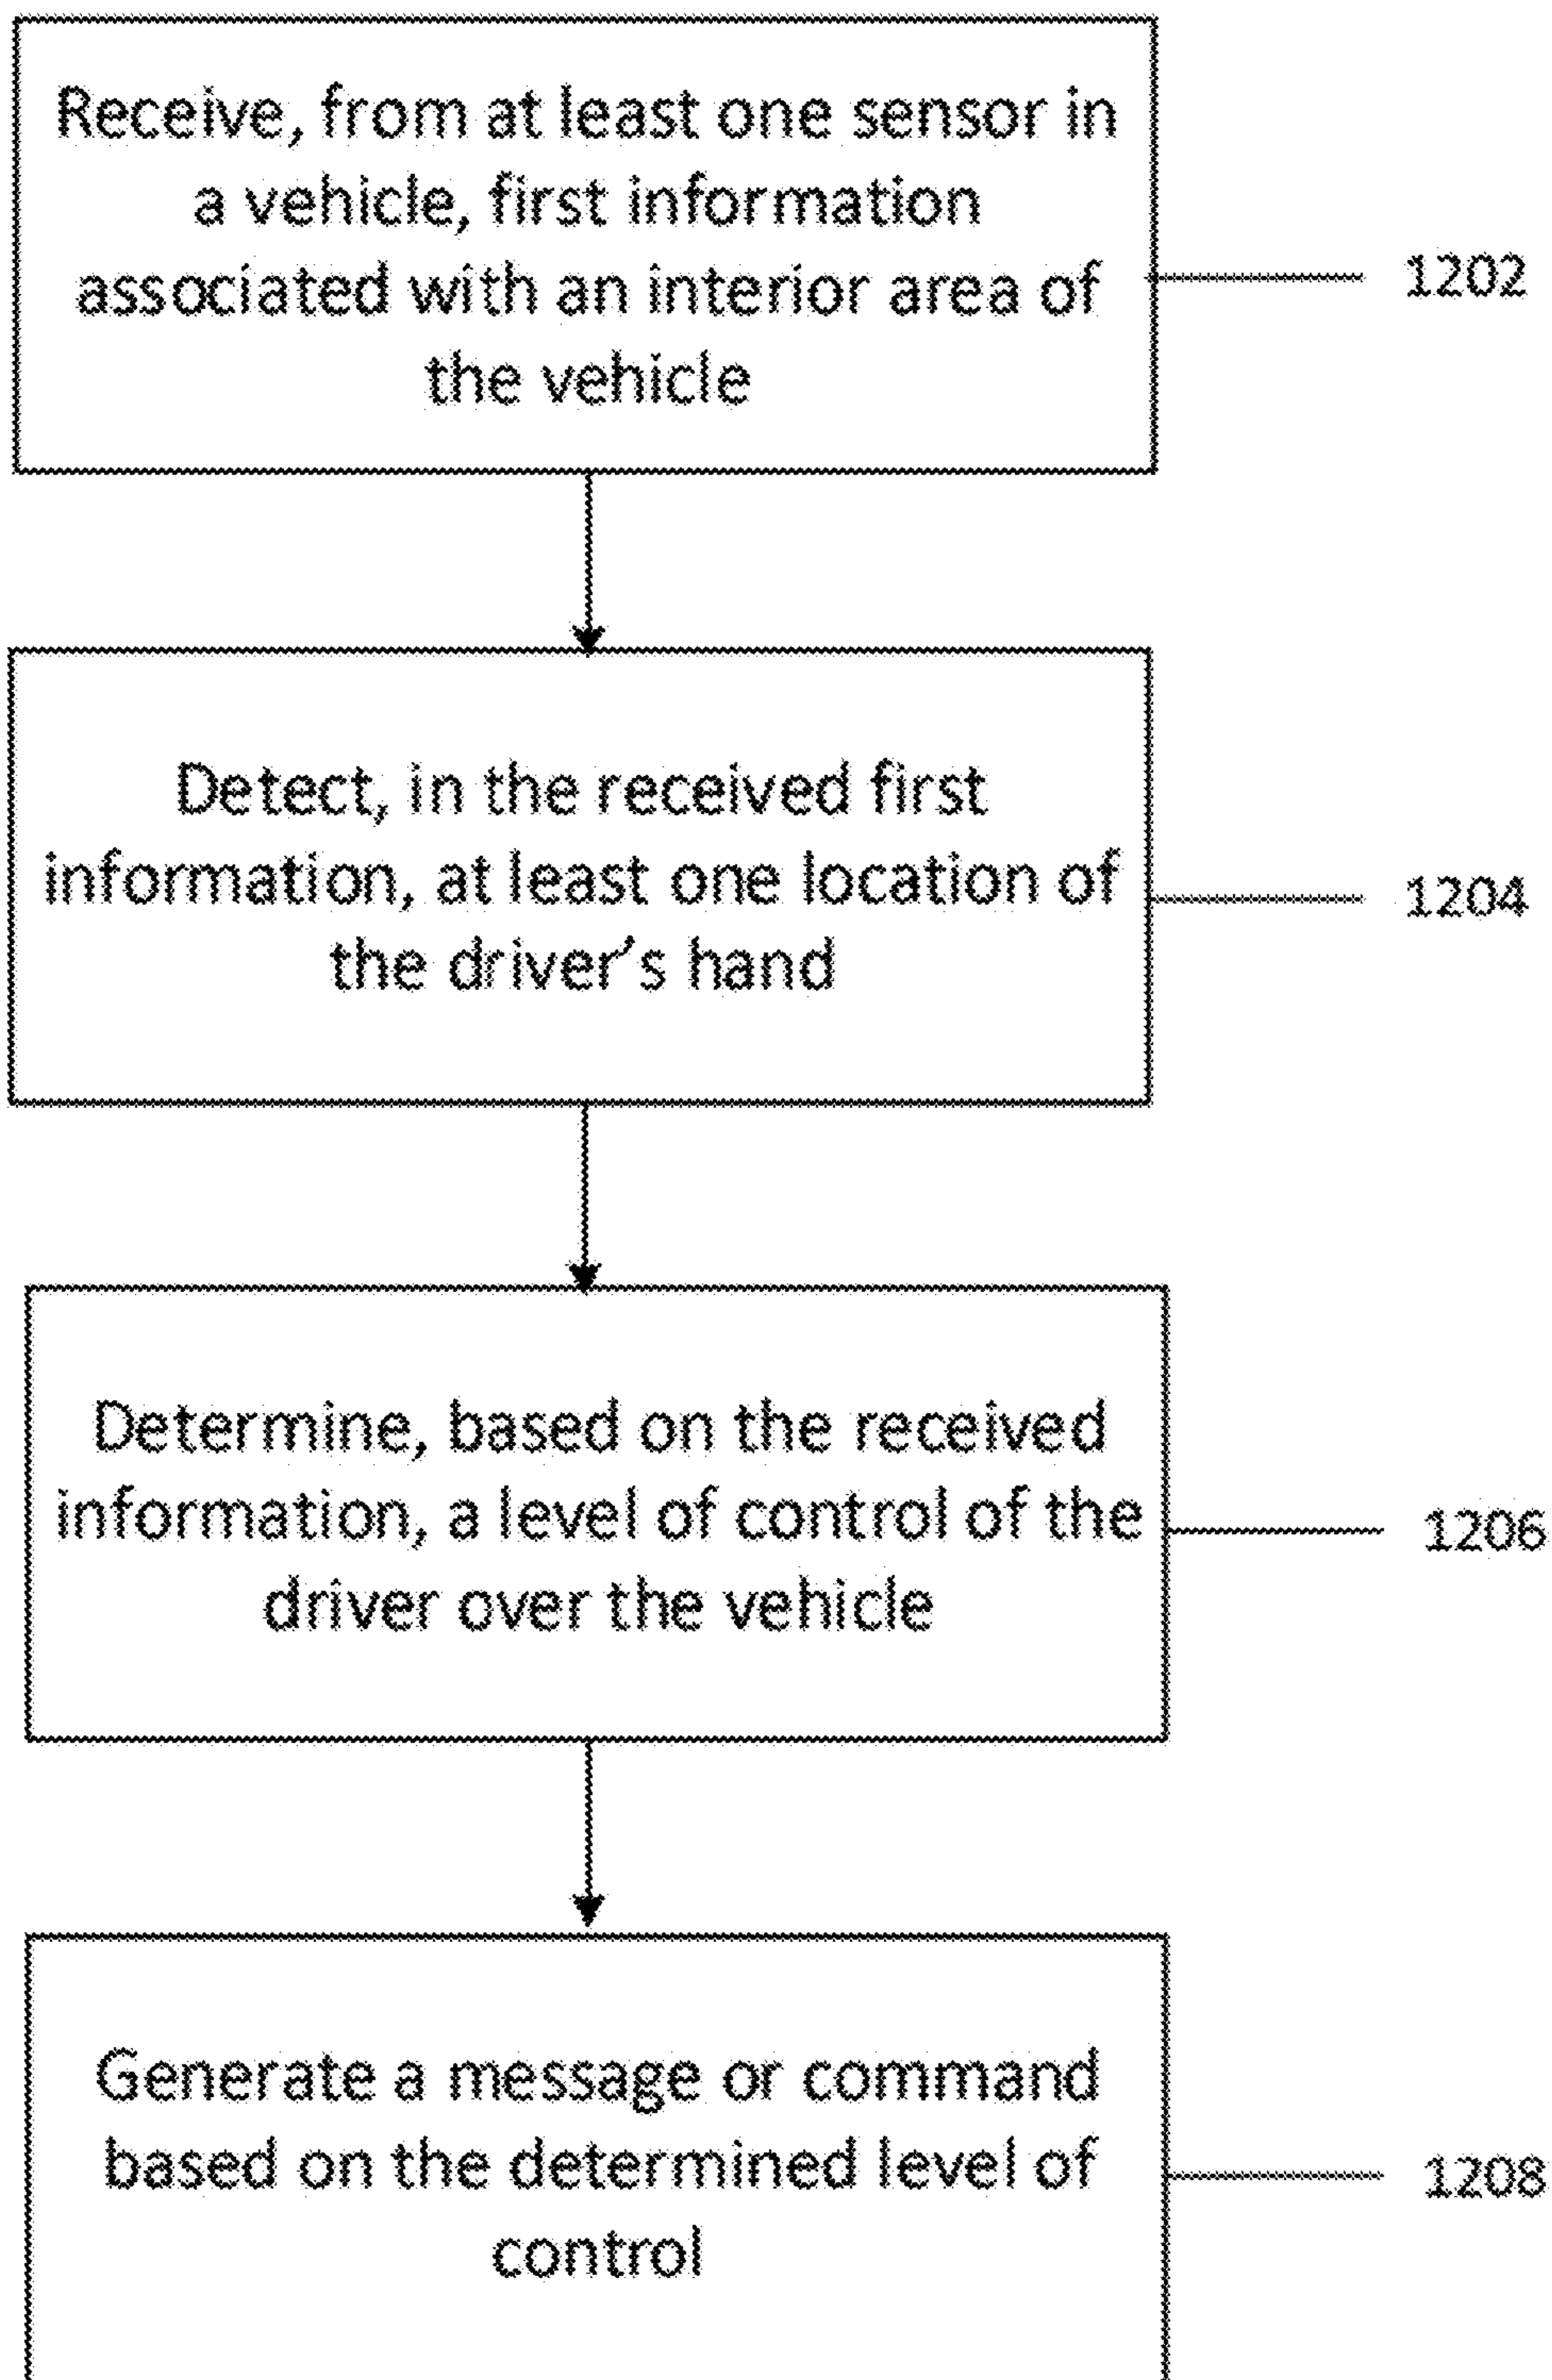 Receive, from at least one sensor in
a vehicle, first information
associated with an interior area of
the vehicle
1202
Detect, in the received first
information, at least one location of
the driver's hand
1204
Determine, based on the received
information, a level of control of the
driver over the vehicle
1206
Generate a message or command
based on the determined level of
control
1208